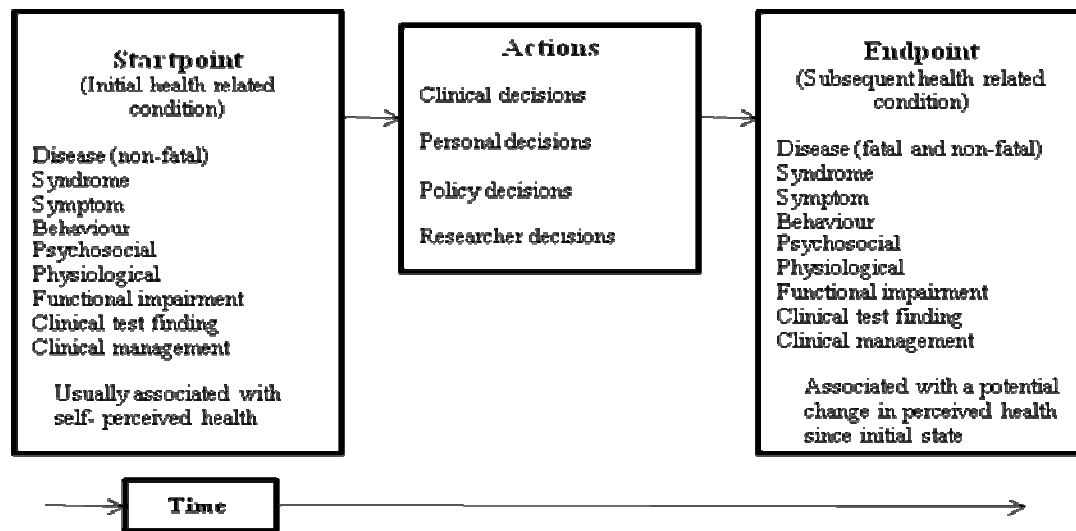 Startpoint
(Initial health related
condition)
Disease (non-fatal)
Syndrome
Symptom
Behaviour
Psychosocial
Physiological
Functional impairment
Clinical test finding
Clinical management
Usually associated with
self- perceived health
Actions
Clinical decisions
Personal decisions
Policy decisions
Researcher decisions
Endpoint
(Subsequent health related
condition)
Disease (fatal and non-fatal)
Syndrome
Symptom
Behaviour
Psychosocial
Physiological
Functional impairment
Clinical test finding
Clinical management
Associated with a potential
change in perceived health
since initial state
Time